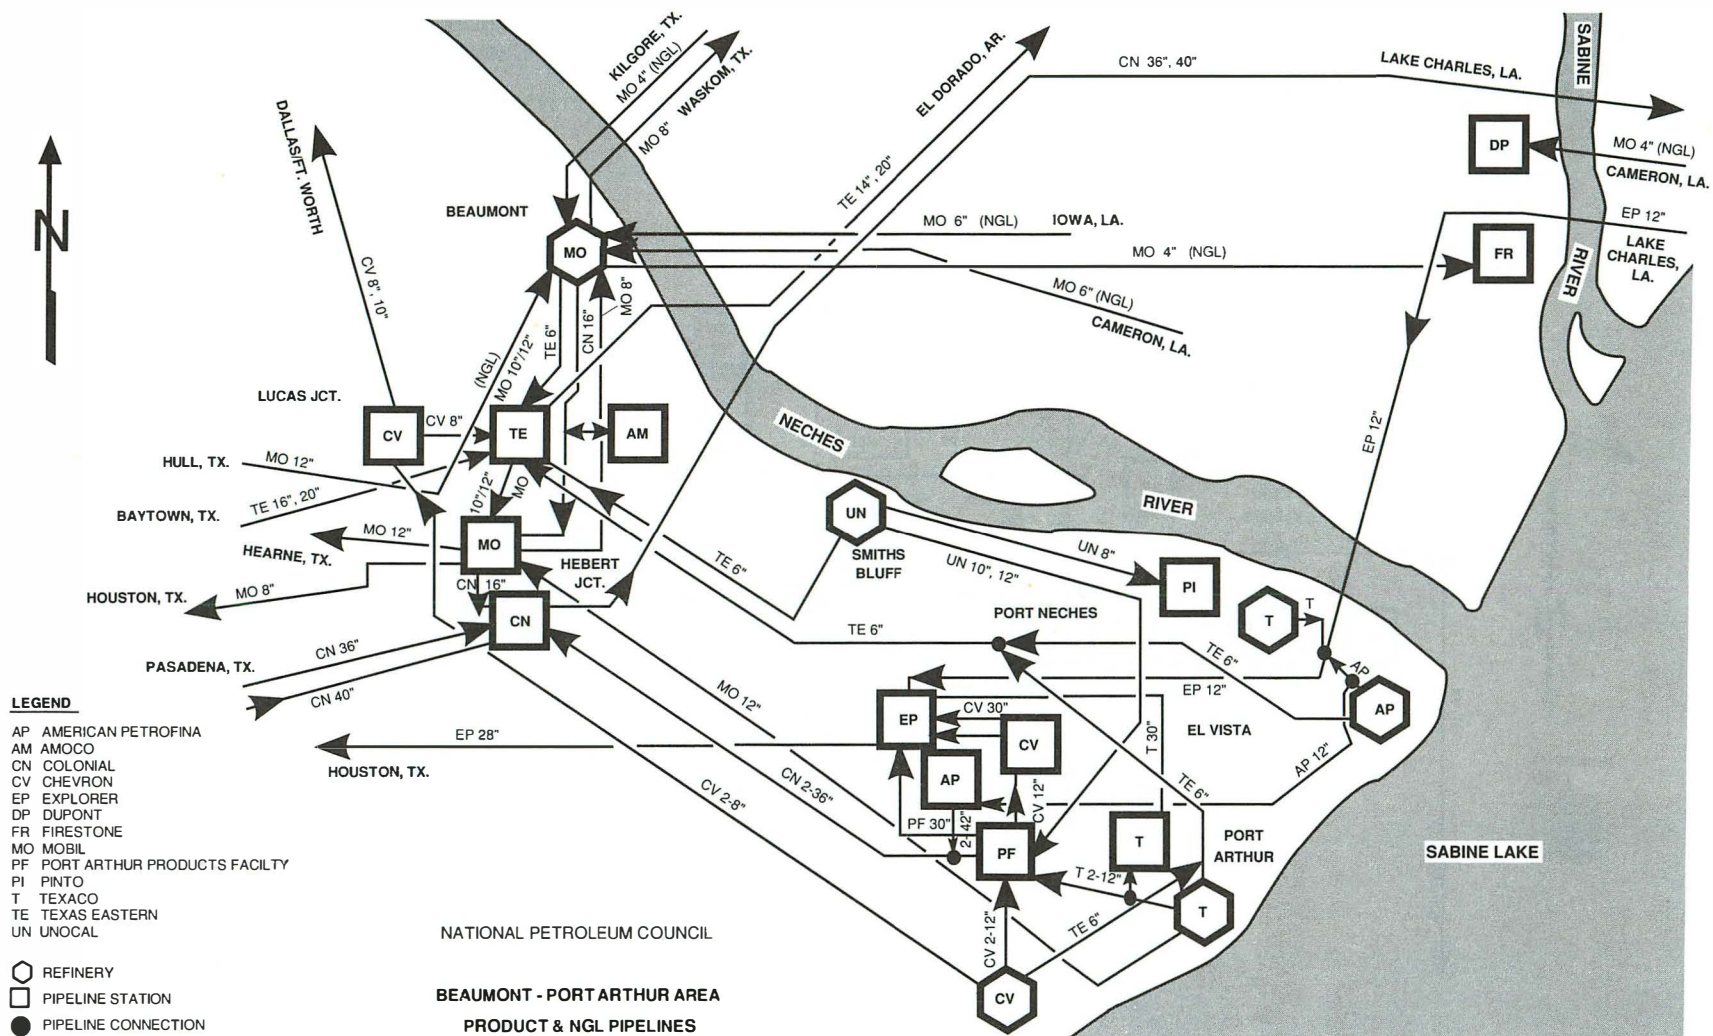 KILGORE, TX.
MO 4" (NGL)
MO 8" WASKOM, TX.
EL DORADO, AR.
CN 36", 40"
LAKE CHARLES, LA.
SABINE
DALLAS/FT. WORTH
N
DP
MO 4" (NGL)
CAMERON, LA.
TE 14", 20"
BEAUMONT
MO 6" (NGL) IOWA, LA.
EP 12"
LAKE
CHARLES,
LA.
MO
MO 4" (NGL)
FR
RIVER
CV 8", 10"
MO 8"
MO 6" (NGL)
CAMERON, LA.
TE 6"
CN 16"
(NGL)
MO 10"/12"
LUCAS JCT.
CV
CV 8"
TE
AM
NECHES
EP 12"
HULL, TX.
MO 12"
TE 16", 20"
10"/12"
MO
BAYTOWN, TX.
UN
RIVER
MO 12"
MO
HEARNE, TX.
HEBERT
JCT.
TE 6"
SMITHS
BLUFF
UN 8"
UN 10", 12"
PI
CN 16"
MO 8"
HOUSTON, TX.
CN
PORT NECHES
T
T
TE 6"
TE 6"
CN 36"
PASADENA, TX.
AP
CN 40"
MO 12"
EP 12"
AP
LEGEND
AP AMERICAN PETROFINA
AM AMOCO
CN COLONIAL
CV CHEVRON
EP EXPLORER
DP DUPONT
FR FIRESTONE
MO MOBIL
PF PORT ARTHUR PRODUCTS FACILTY
PI PINTO
T TEXACO
TE TEXAS EASTERN
UN UNOCAL
REFINERY
PIPELINE STATION
PIPELINE CONNECTION
EP
CV 30"
EL VISTA
EP 28"
CV
T 30"
HOUSTON, TX.
AP
AP 12"
CV 2-8"
CN 2-36"
TE 6"
CV 12"
PF 30"
2-42"
PORT
ARTHUR
PF
T
SABINE LAKE
T 2-12"
T
TE 6"
CV 2-12"
CV
NATIONAL PETROLEUM COUNCIL
BEAUMONT - PORT ARTHUR AREA
PRODUCT & NGL PIPELINES